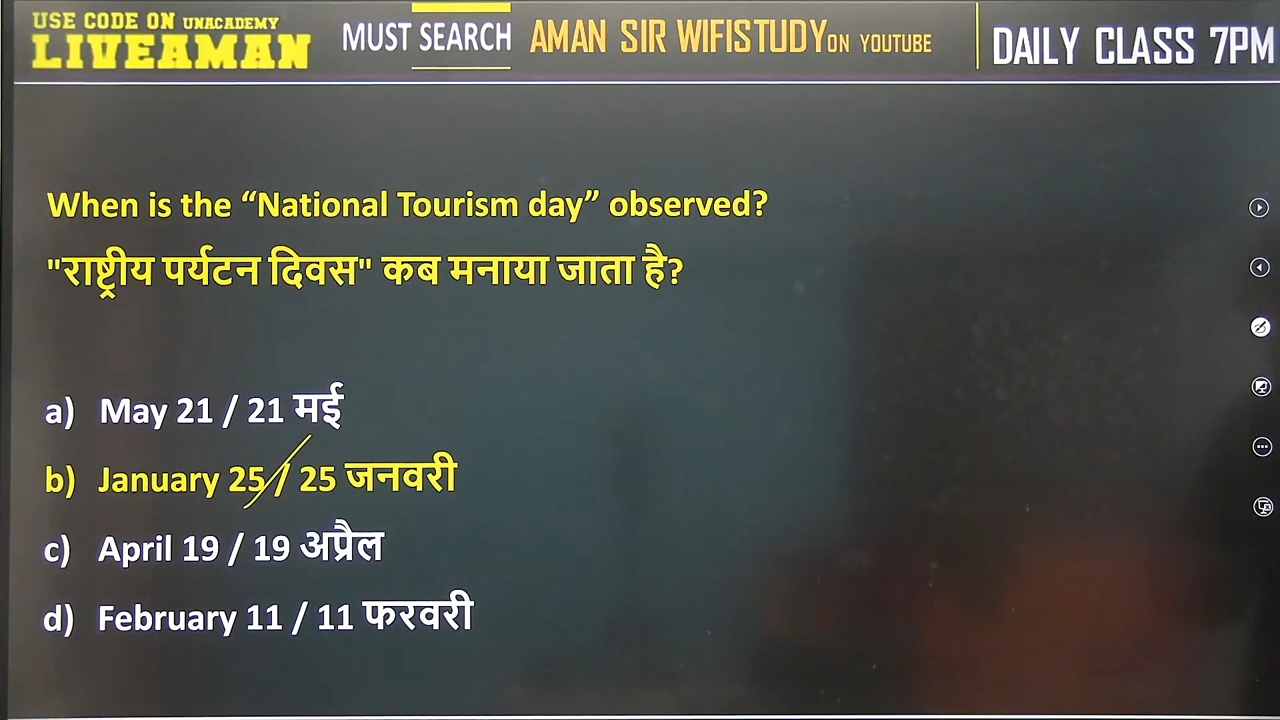 USE CODE ON UNACADEMY
LIVEAMAN
MUST SEARCH AMAN SIR WIFISTUDY ON YOUTUBE
DAILY CLASS 7PM
When is the “National Tourism day” observed?
"राष्ट्रीय पर्यटन दिवस" कब मनाया जाता है?
a) May 21 / 21 मई
b) January 25 / 25 जनवरी
c) April 19 / 19 अप्रैल
d) February 11 / 11 फरवरी